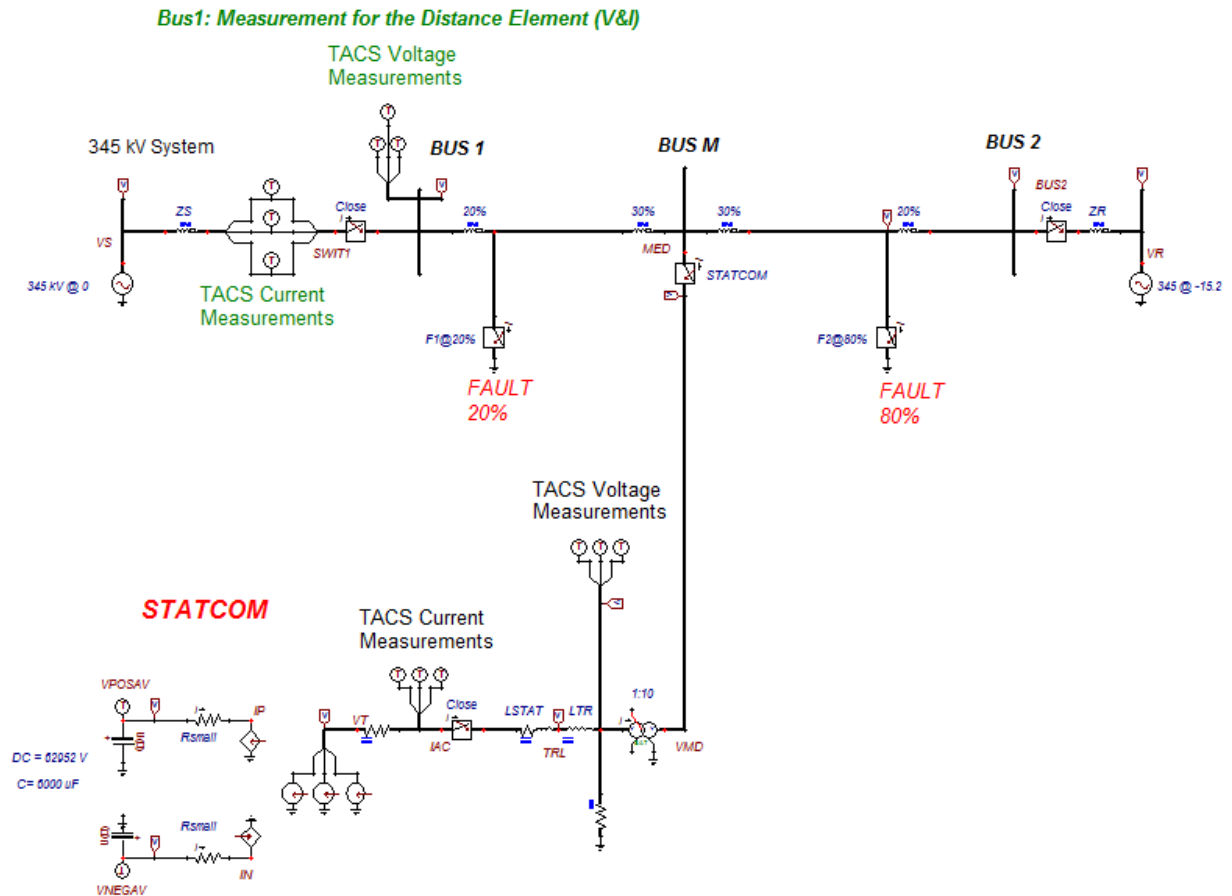 Bus1: Measurement for the Distance Element (V&I)
TACS Voltage
Measurements
345 kV System
BUS 1
BUS M
BUS 2
ZS
Close
20%
30%
30%
20%
BUS2
Close
ZR
VS
SWIT1
MED
VR
345 kV @ 0
TACS Current
Measurements
STATCOM
345 @ -15.2
F1@20%
F2@80%
FAULT
20%
FAULT
80%
TACS Voltage
Measurements
STATCOM
TACS Current
Measurements
VPOSAV
IP
Rsmall
DC = 62952 V
C= 6000 uF
VT
IAC
Close
LSTAT
LTR
TRL
1:10
VMD
Rsmall
IN
VNEGAV